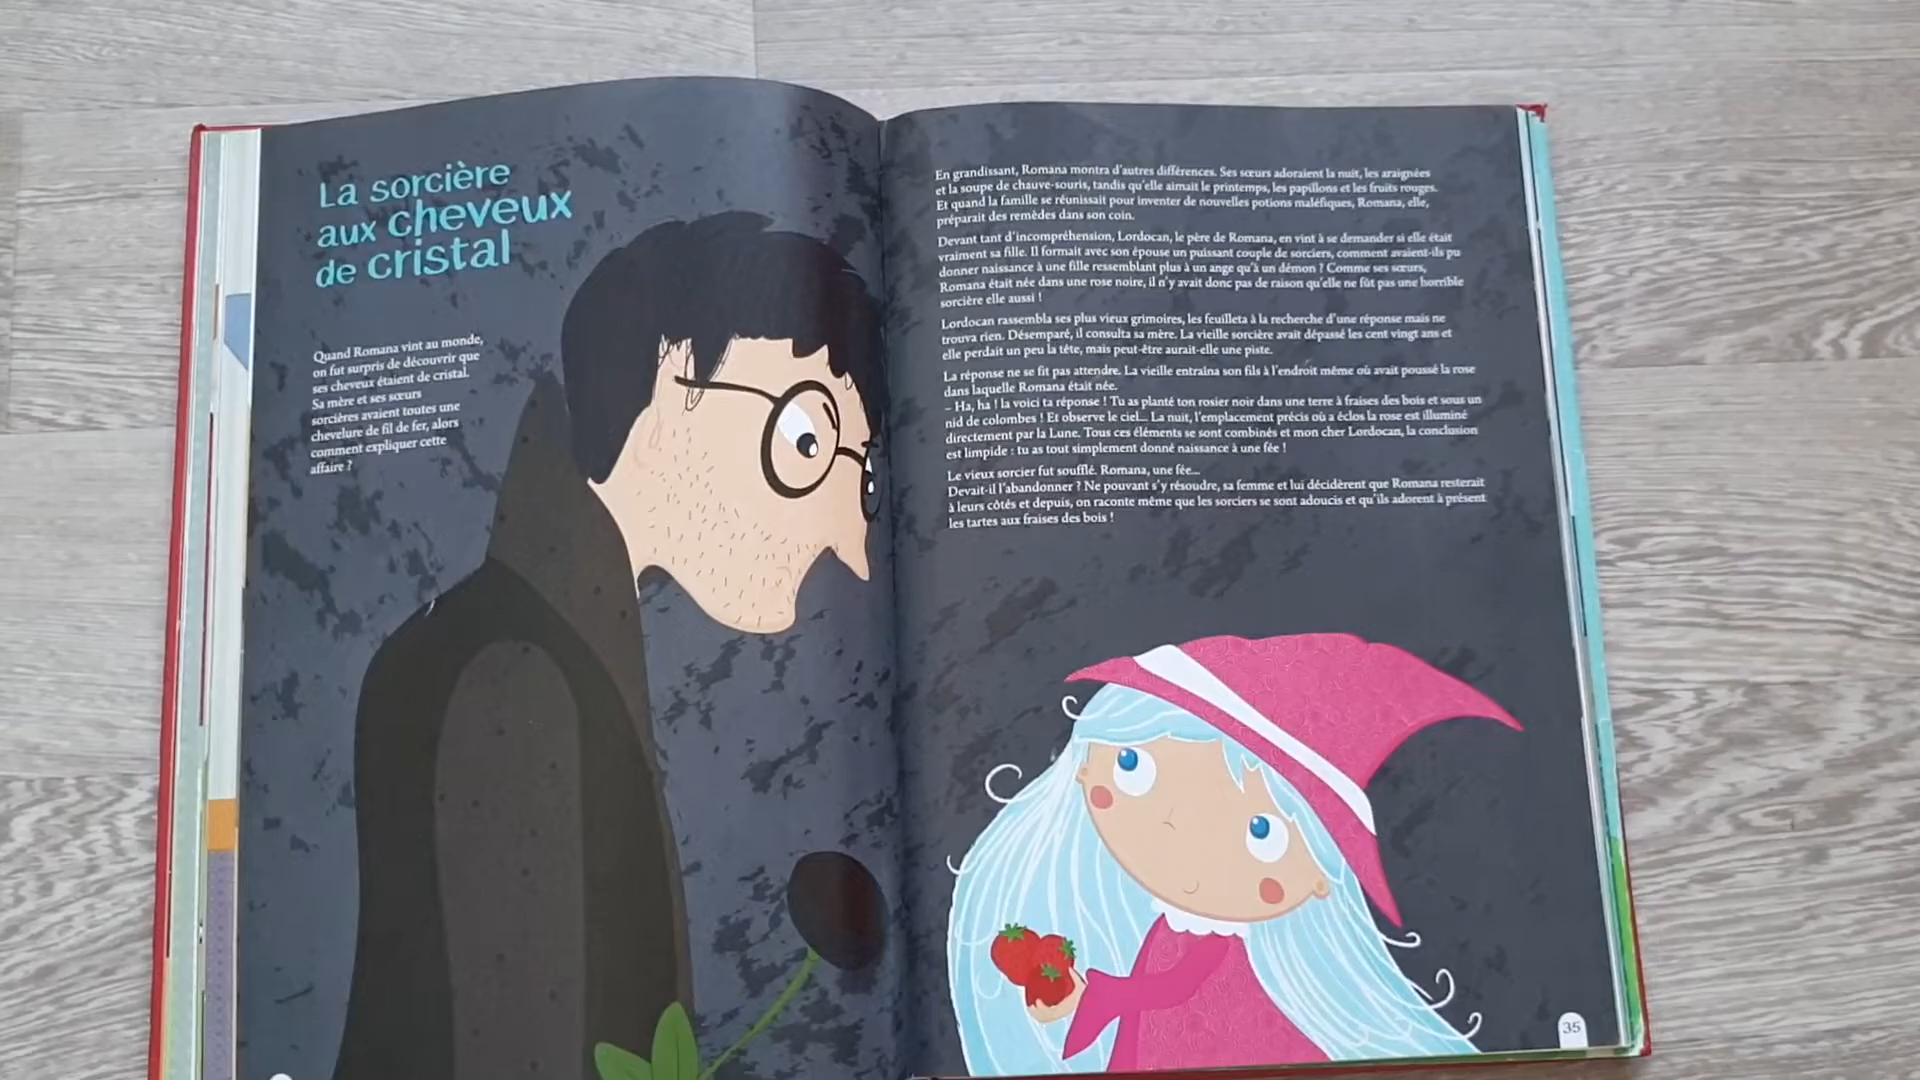 La sorcière
aux cheveux
de cristal
Quand Romana vint au monde,
on fut surpris de découvrir que
ses cheveux étaient de cristal.
Sa mère et ses sœurs
sorcières avaient toutes une
chevelure de fil de fer, alors
comment expliquer cette
affaire ?
En grandissant, Romana montra d'autres différences. Ses sœurs adoraient la nuit, les araignées
et la soupe de chauve-souris, tandis qu'elle aimait le printemps, les papillons et les fruits rouges.
Et quand la famille se réunissait pour inventer de nouvelles potions maléfiques, Romana, elle,
préparait des remèdes dans son coin.
Devant tant d'incompréhension, Lordocan, le père de Romana, en vint à se demander si elle était
vraiment sa fille. Il formait avec son épouse un puissant couple de sorciers, comment avaient-ils pu
donner naissance à une fille ressemblant plus à un ange qu'à un démon ? Comme ses sœurs,
Romana était née dans une rose noire, il n'y avait donc pas de raison qu'elle ne fût pas une horrible
sorcière elle aussi !
Lordocan rassembla ses plus vieux grimoires, les feuilleta à la recherche d'une réponse mais ne
trouva rien. Désemparé, il consulta sa mère. La vieille sorcière avait dépassé les cent vingt ans et
elle perdait un peu la tête, mais peut-être aurait-elle une piste.
La réponse ne se fit pas attendre. La vieille entraîna son fils à l'endroit même où avait poussé la rose
dans laquelle Romana était née.
– Ha, ha ! la voici ta réponse ! Tu as planté ton rosier noir dans une terre à fraises des bois et sous un
nid de colombes ! Et observe le ciel... La nuit, l'emplacement précis où a éclos la rose est illuminé
directement par la Lune. Tous ces éléments se sont combinés et mon cher Lordocan, la conclusion
est limpide : tu as tout simplement donné naissance à une fée !
Le vieux sorcier fut soufflé. Romana, une fée...
Devait-il l'abandonner ? Ne pouvant s'y résoudre, sa femme et lui décidèrent que Romana resterait
à leurs côtés et depuis, on raconte même que les sorciers se sont adoucis et qu'ils adorent à présent
les tartes aux fraises des bois !
35